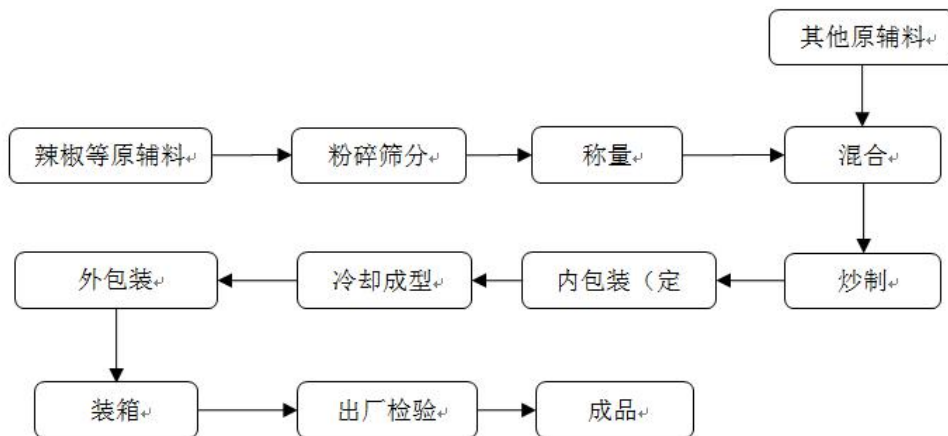 其他原辅料
辣椒等原辅料
粉碎筛分
称量
混合
炒制
内包装（定
冷却成型
外包装
装箱
出厂检验
成品